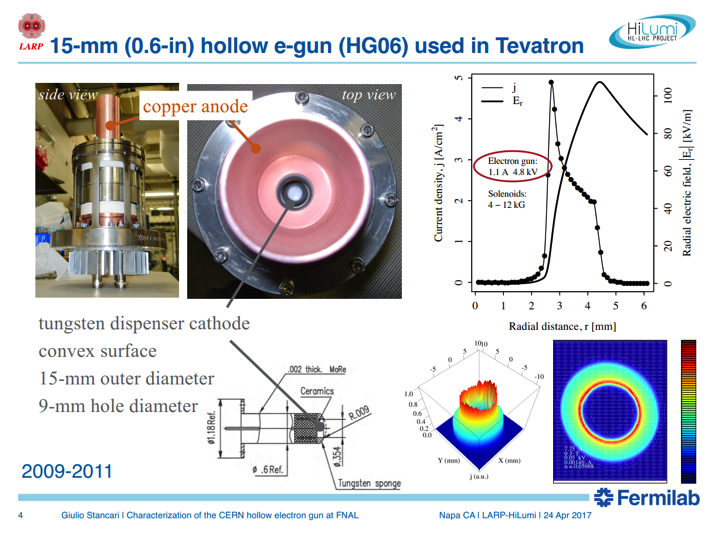 LARP
15-mm (0.6-in) hollow e-gun (HG06) used in Tevatron
HiLumi
HL-LHC PROJECT
side view
copper anode
top view
tungsten dispenser cathode
convex surface
15-mm outer diameter
9-mm hole diameter
2009-2011
.002 thick. MoRe
Ceramics
R.009
ø1,18Ref.
ø .6Ref.
ø,354
Tungsten sponge
j
Er
Electron gun:
1.1 A 4.8 kV
Solenoids:
4 − 12 kG
Current density, j [A/cm²]
0 1 2 3 4 5
Radial electric field, |Er| [kV/m]
0 20 40 60 80 100
0 1 2 3 4 5 6
Radial distance, r [mm]
1.0
0.8
0.6
0.4
0.2
0.0
-5 0 5 10
10 5 0 -5 -10
Y (mm)
X (mm)
j (a.u.)
Fermilab
4 Giulio Stancari | Characterization of the CERN hollow electron gun at FNAL Napa CA | LARP-HiLumi | 24 Apr 2017